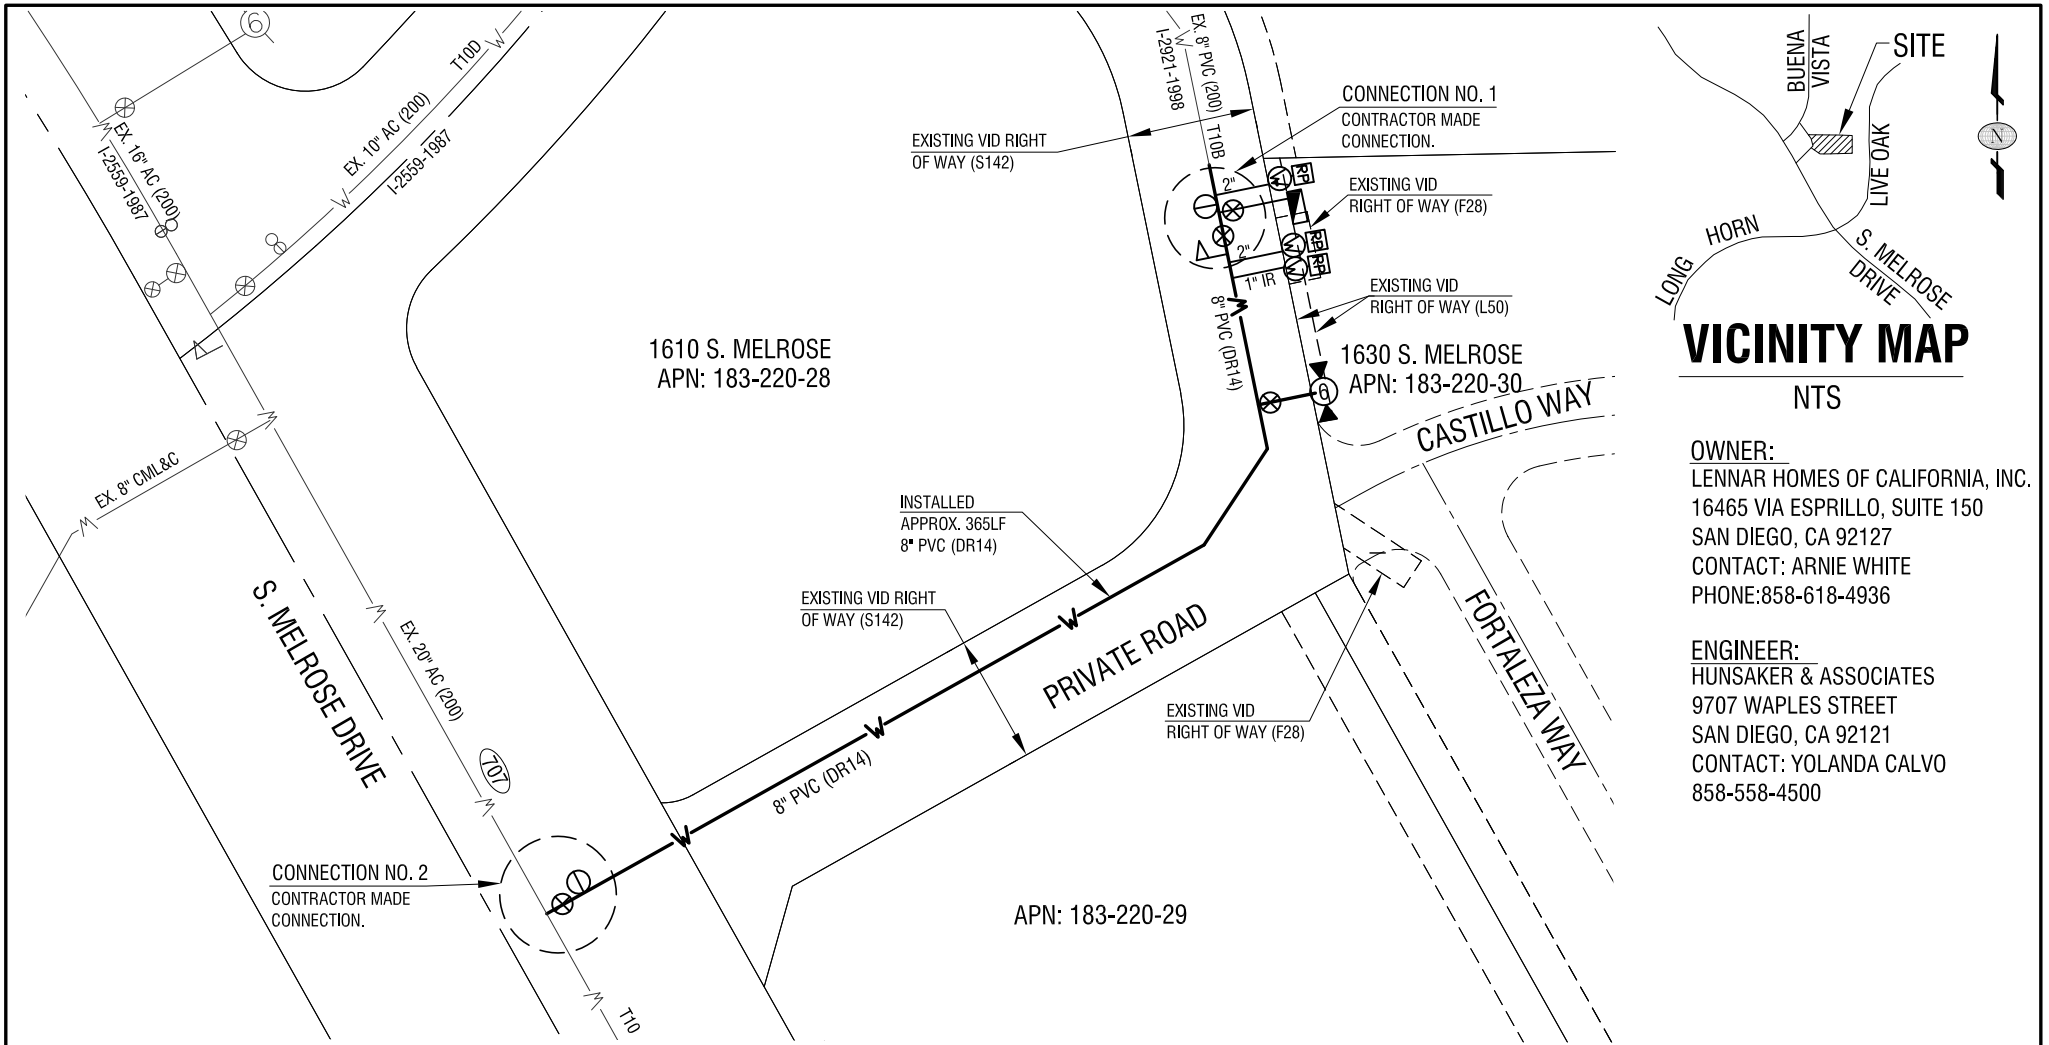 6
T10D
EX. 16" AC (200)
I-2559-1987
EX. 10" AC (200)
I-2559-1987
EX. 8" PVC (200)
I-2921-1998
T10B
EXISTING VID RIGHT
OF WAY (S142)
CONNECTION NO. 1
CONTRACTOR MADE
CONNECTION.
2"
RP
EXISTING VID
RIGHT OF WAY (F28)
2"
RP
RP
1" IR
EXISTING VID
RIGHT OF WAY (L50)
W
8" PVC (DR14)
1610 S. MELROSE
APN: 183-220-28
1630 S. MELROSE
APN: 183-220-30
6
CASTILLO WAY
EX. 8" CML&C
INSTALLED
APPROX. 365LF
8" PVC (DR14)
EXISTING VID RIGHT
OF WAY (S142)
S. MELROSE DRIVE
EX. 20" AC (200)
707
W
W
W
8" PVC (DR14)
PRIVATE ROAD
EXISTING VID
RIGHT OF WAY (F28)
FORTALEZA WAY
CONNECTION NO. 2
CONTRACTOR MADE
CONNECTION.
APN: 183-220-29
T10
BUENA
VISTA
SITE
N
LIVE OAK
LONG HORN
S. MELROSE
DRIVE
VICINITY MAP
NTS
OWNER:
LENNAR HOMES OF CALIFORNIA, INC.
16465 VIA ESPRILLO, SUITE 150
SAN DIEGO, CA 92127
CONTACT: ARNIE WHITE
PHONE:858-618-4936
ENGINEER:
HUNSAKER & ASSOCIATES
9707 WAPLES STREET
SAN DIEGO, CA 92121
CONTACT: YOLANDA CALVO
858-558-4500